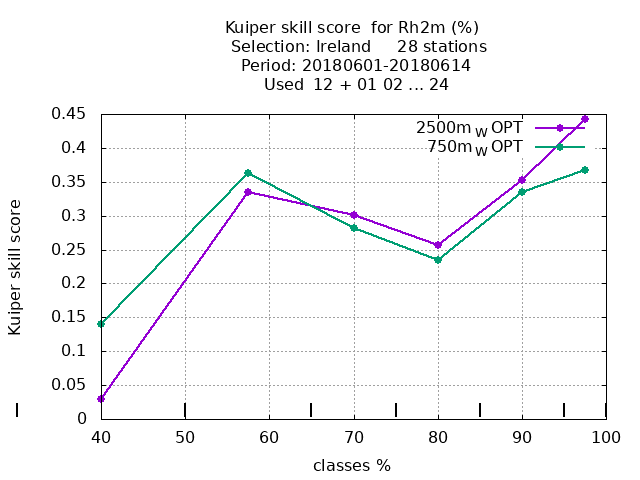 Kuiper skill score  for Rh2m (%)
Selection: Ireland     28 stations
Period: 20180601-20180614
Used  12 + 01 02 ... 24
2500m W OPT
750m W OPT
0.45
0.4
0.35
0.3
0.25
0.2
0.15
0.1
0.05
0
Kuiper skill score
40 50 60 70 80 90 100
classes %